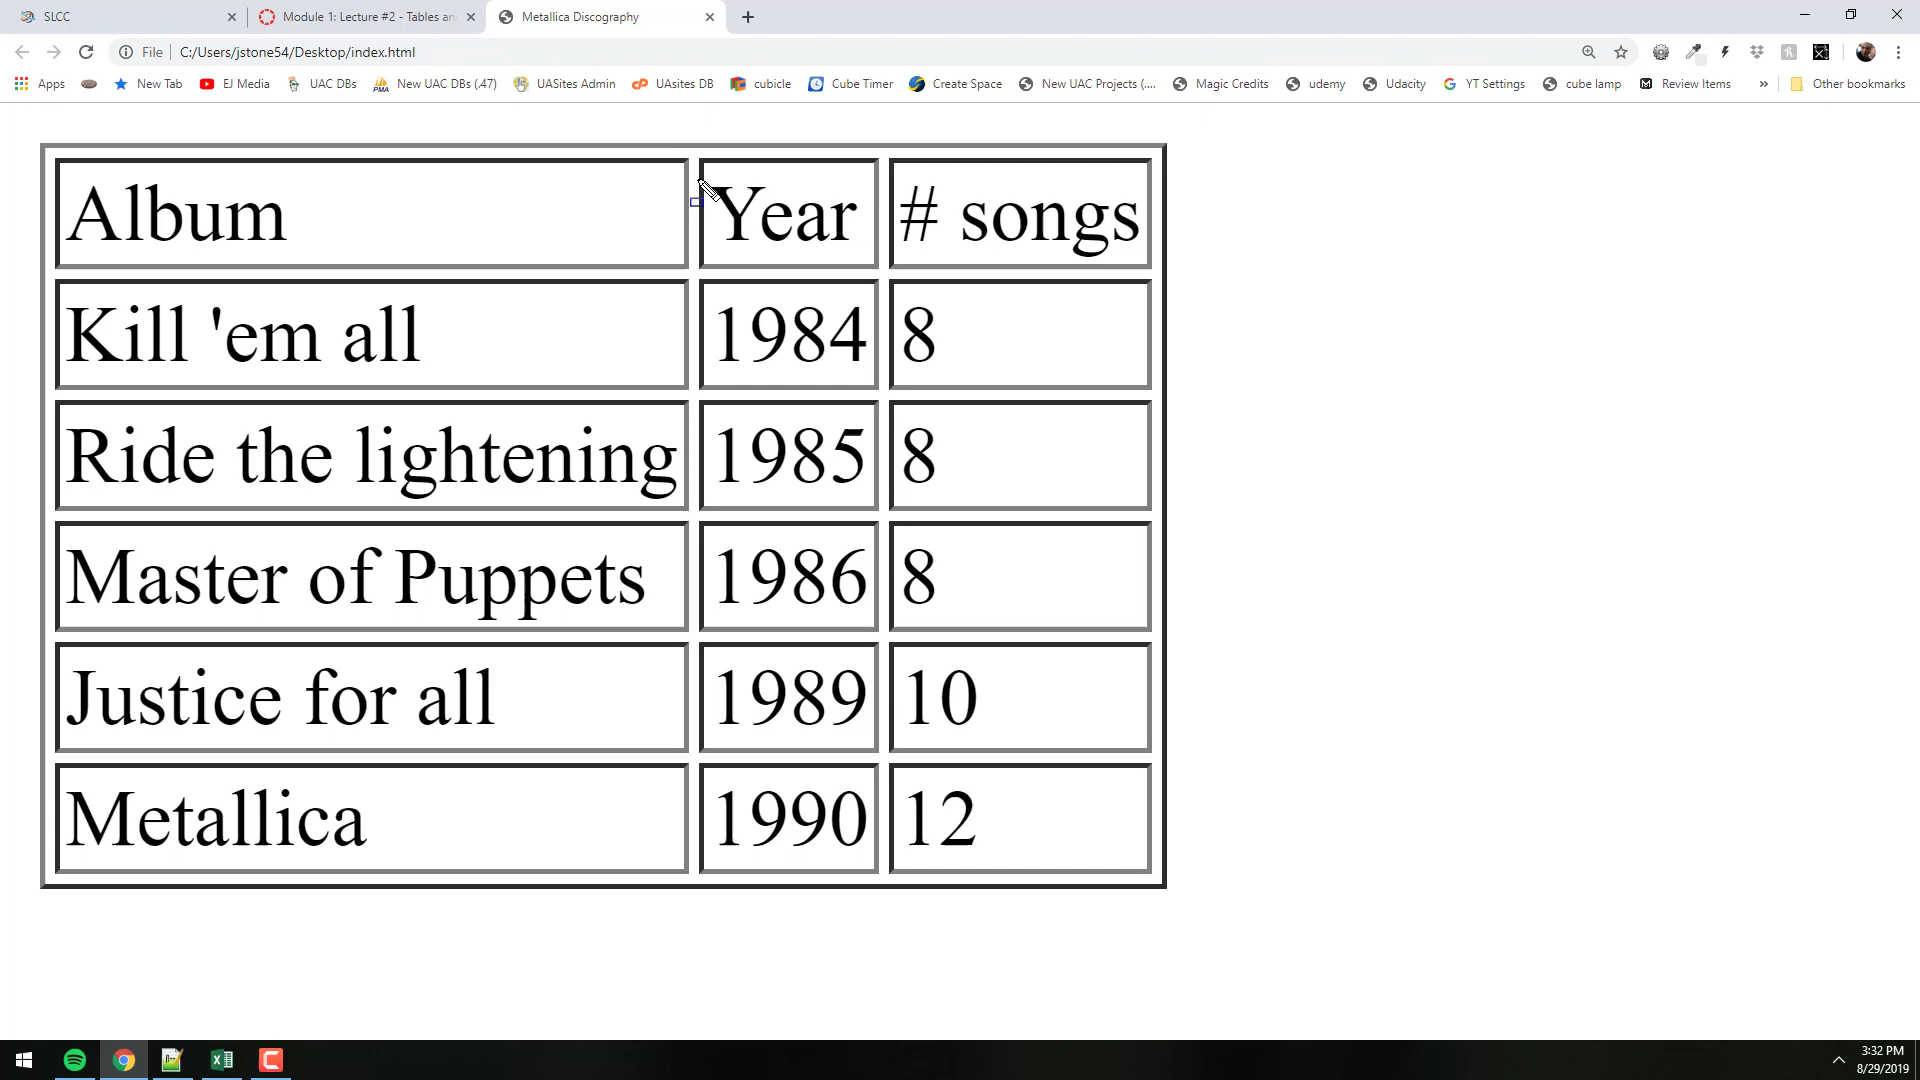 SLCC
Module 1: Lecture #2 - Tables an
Metallica Discography
File C:/Users/jstone54/Desktop/index.html
Apps New Tab EJ Media UAC DBs New UAC DBs (.47) UASites Admin UAsites DB cubicle Cube Timer Create Space New UAC Projects (.... Magic Credits udemy Udacity YT Settings cube lamp Review Items » Other bookmarks
Album Year # songs
Kill 'em all 1984 8
Ride the lightening 1985 8
Master of Puppets 1986 8
Justice for all 1989 10
Metallica 1990 12
3:32 PM
8/29/2019